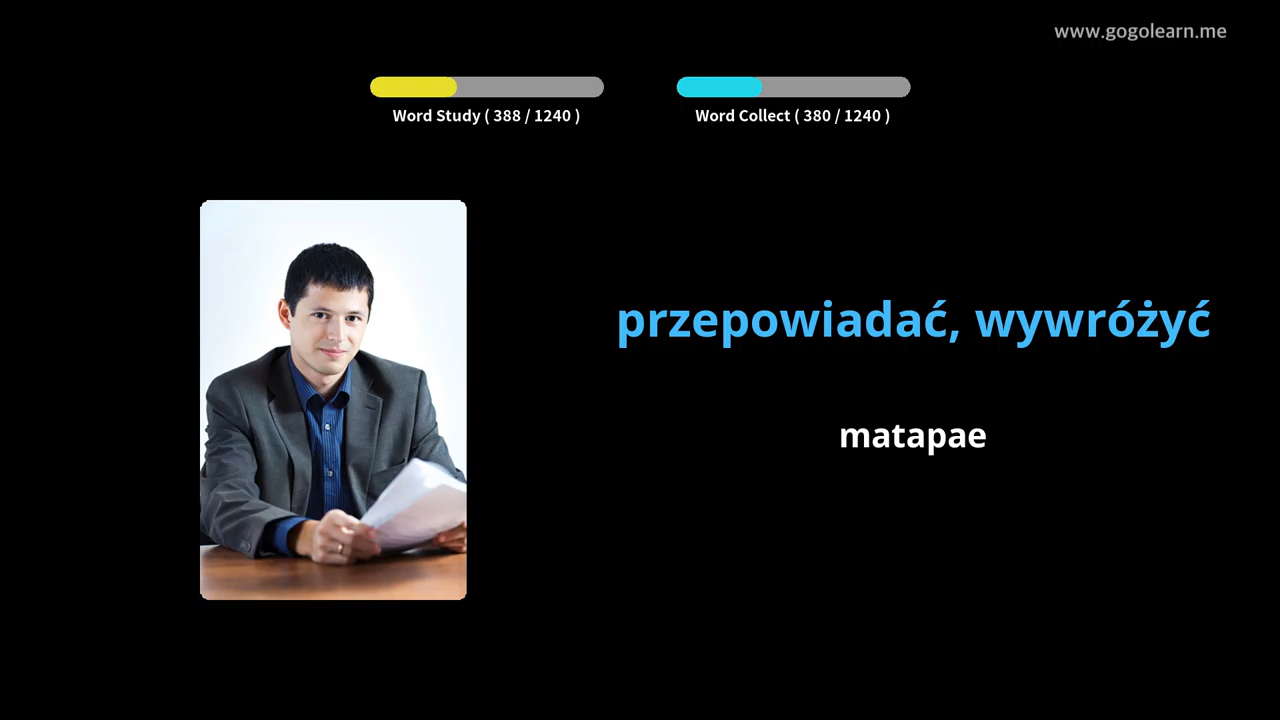 www.gogolearn.me
Word Study ( 388 / 1240 )
Word Collect ( 380 / 1240 )
przepowiadać, wywróżyć
matapae